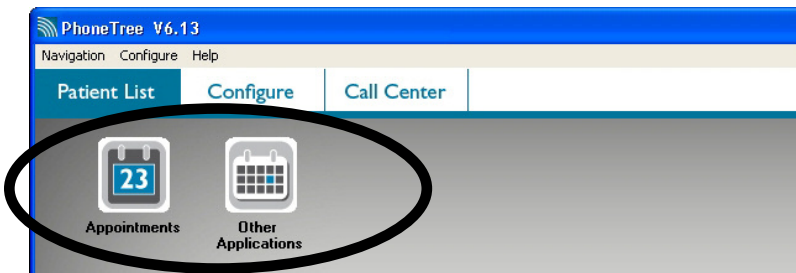 PhoneTree V6.13
Navigation Configure Help
Patient List Configure Call Center
23
Appointments
Other
Applications